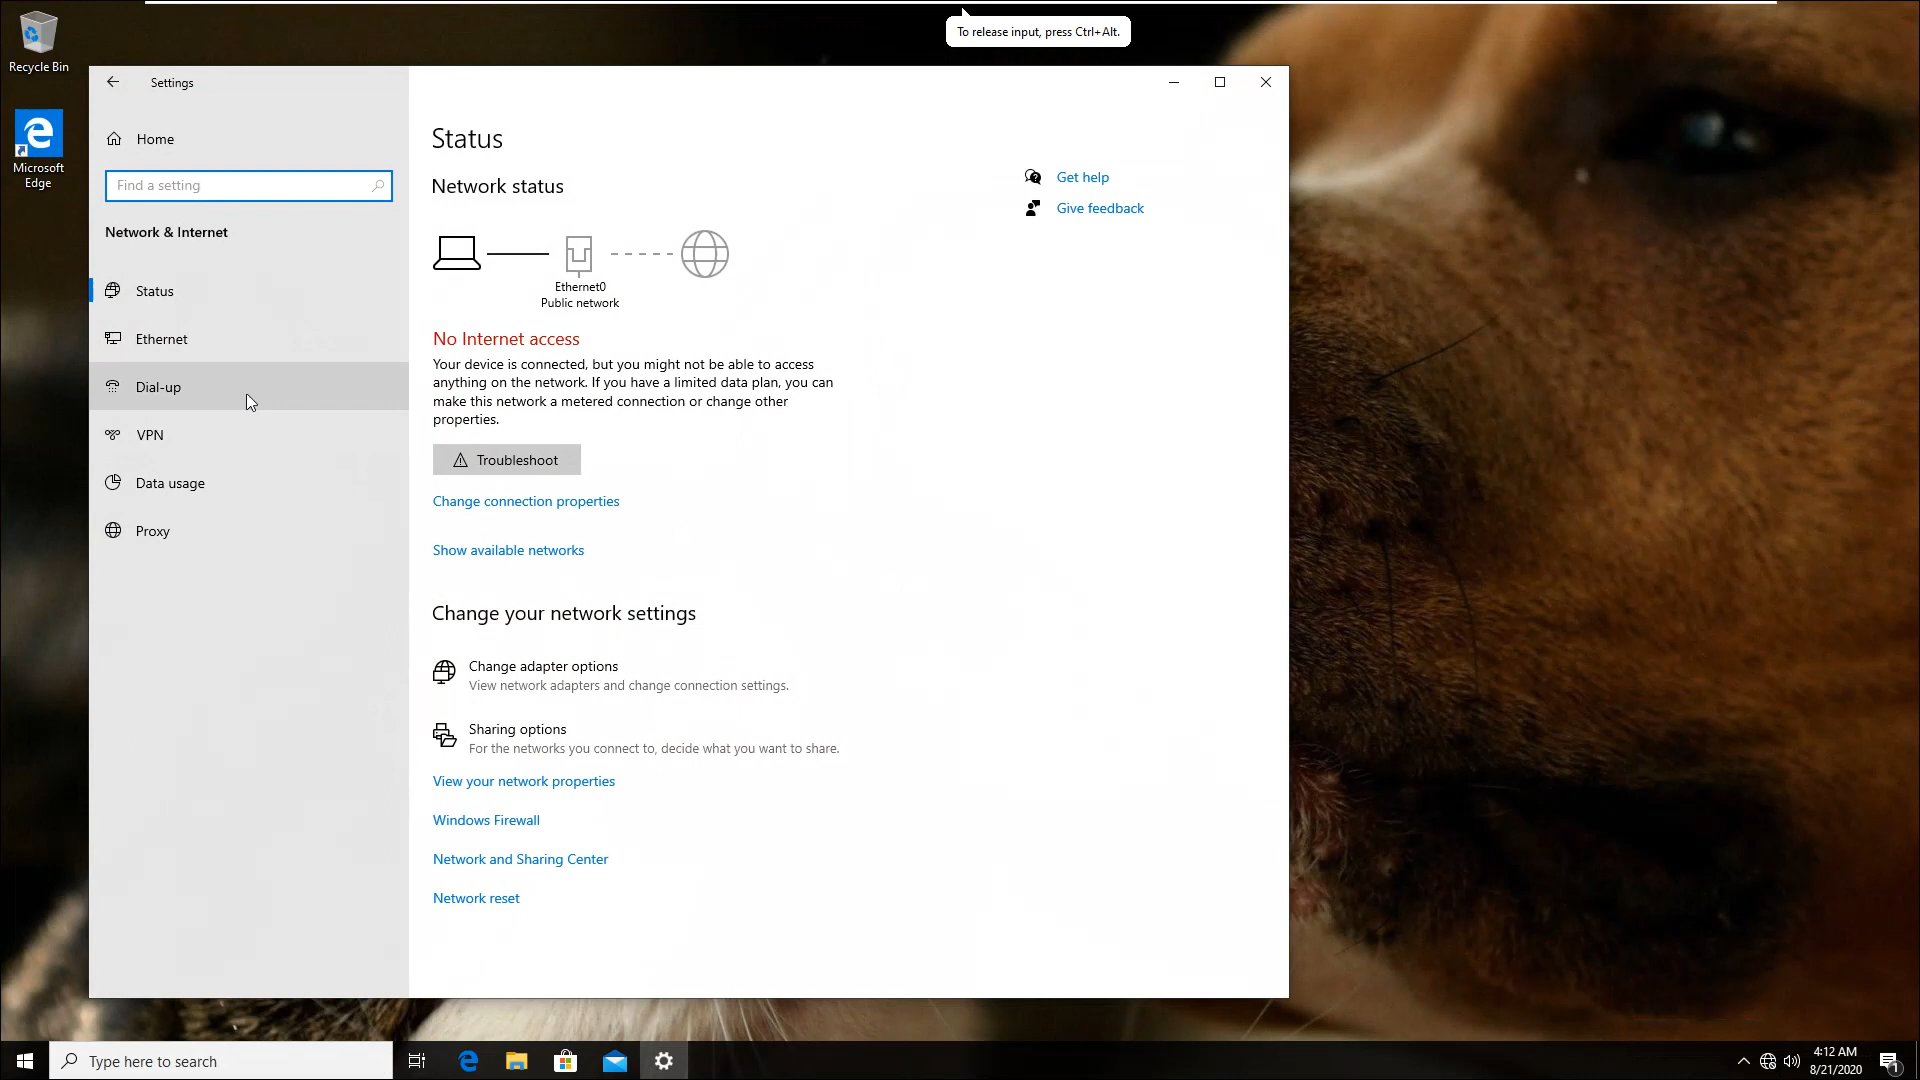 To release input, press Ctrl+Alt.
Recycle Bin
Microsoft
Edge
Settings
Home
Find a setting
Network & Internet
Status
Ethernet
Dial-up
VPN
Data usage
Proxy
Status
Network status
Ethernet0
Public network
No Internet access
Your device is connected, but you might not be able to access
anything on the network. If you have a limited data plan, you can
make this network a metered connection or change other
properties.
Troubleshoot
Change connection properties
Show available networks
Change your network settings
Change adapter options
View network adapters and change connection settings.
Sharing options
For the networks you connect to, decide what you want to share.
View your network properties
Windows Firewall
Network and Sharing Center
Network reset
Get help
Give feedback
Type here to search
4:12 AM
8/21/2020
1